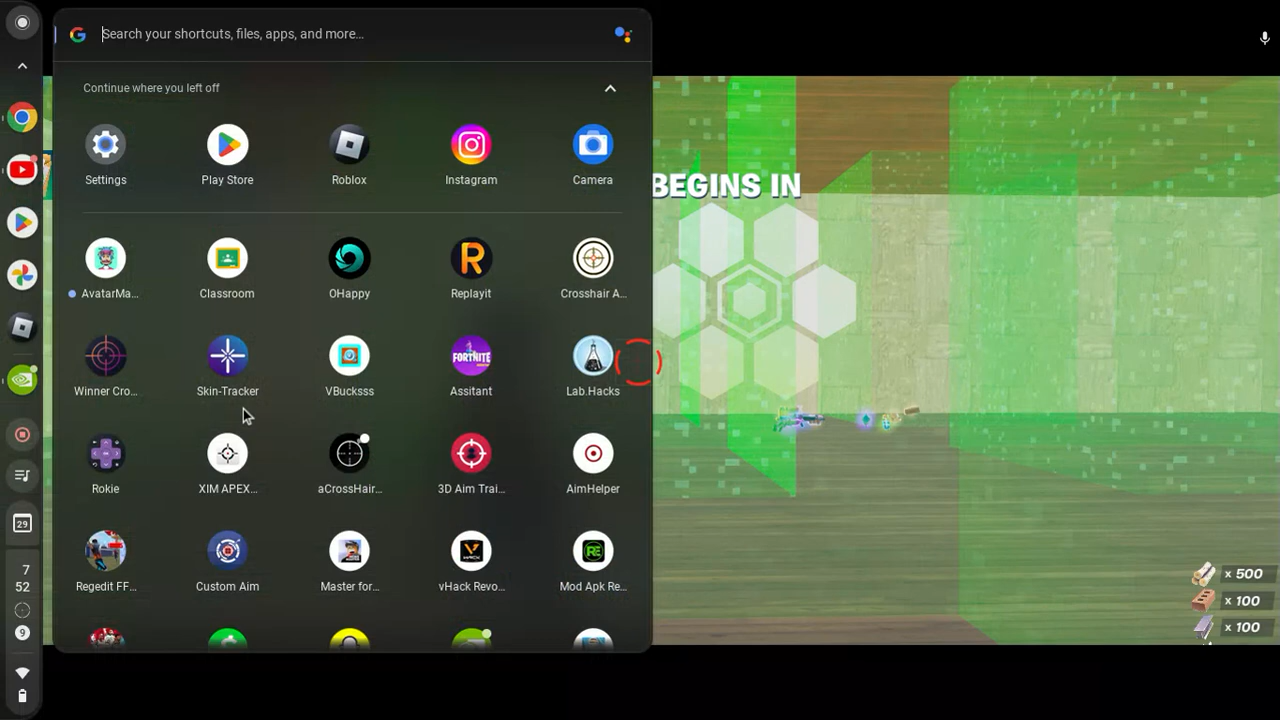 Search your shortcuts, files, apps, and more...
Continue where you left off
BEGINS IN
Settings
Play Store
Roblox
Instagram
Camera
AvatarMa...
Classroom
OHappy
Replayit
Crosshair A...
Winner Cro...
Skin-Tracker
VBucksss
FORTNITE
Assitant
Lab.Hacks
Rokie
XIM APEX...
aCrossHair...
3D Aim Trai...
AimHelper
Regedit FF...
Custom Aim
Master for...
vHack Revo...
Mod Apk Re...
29
7
52
9
x 500
x 100
x 100